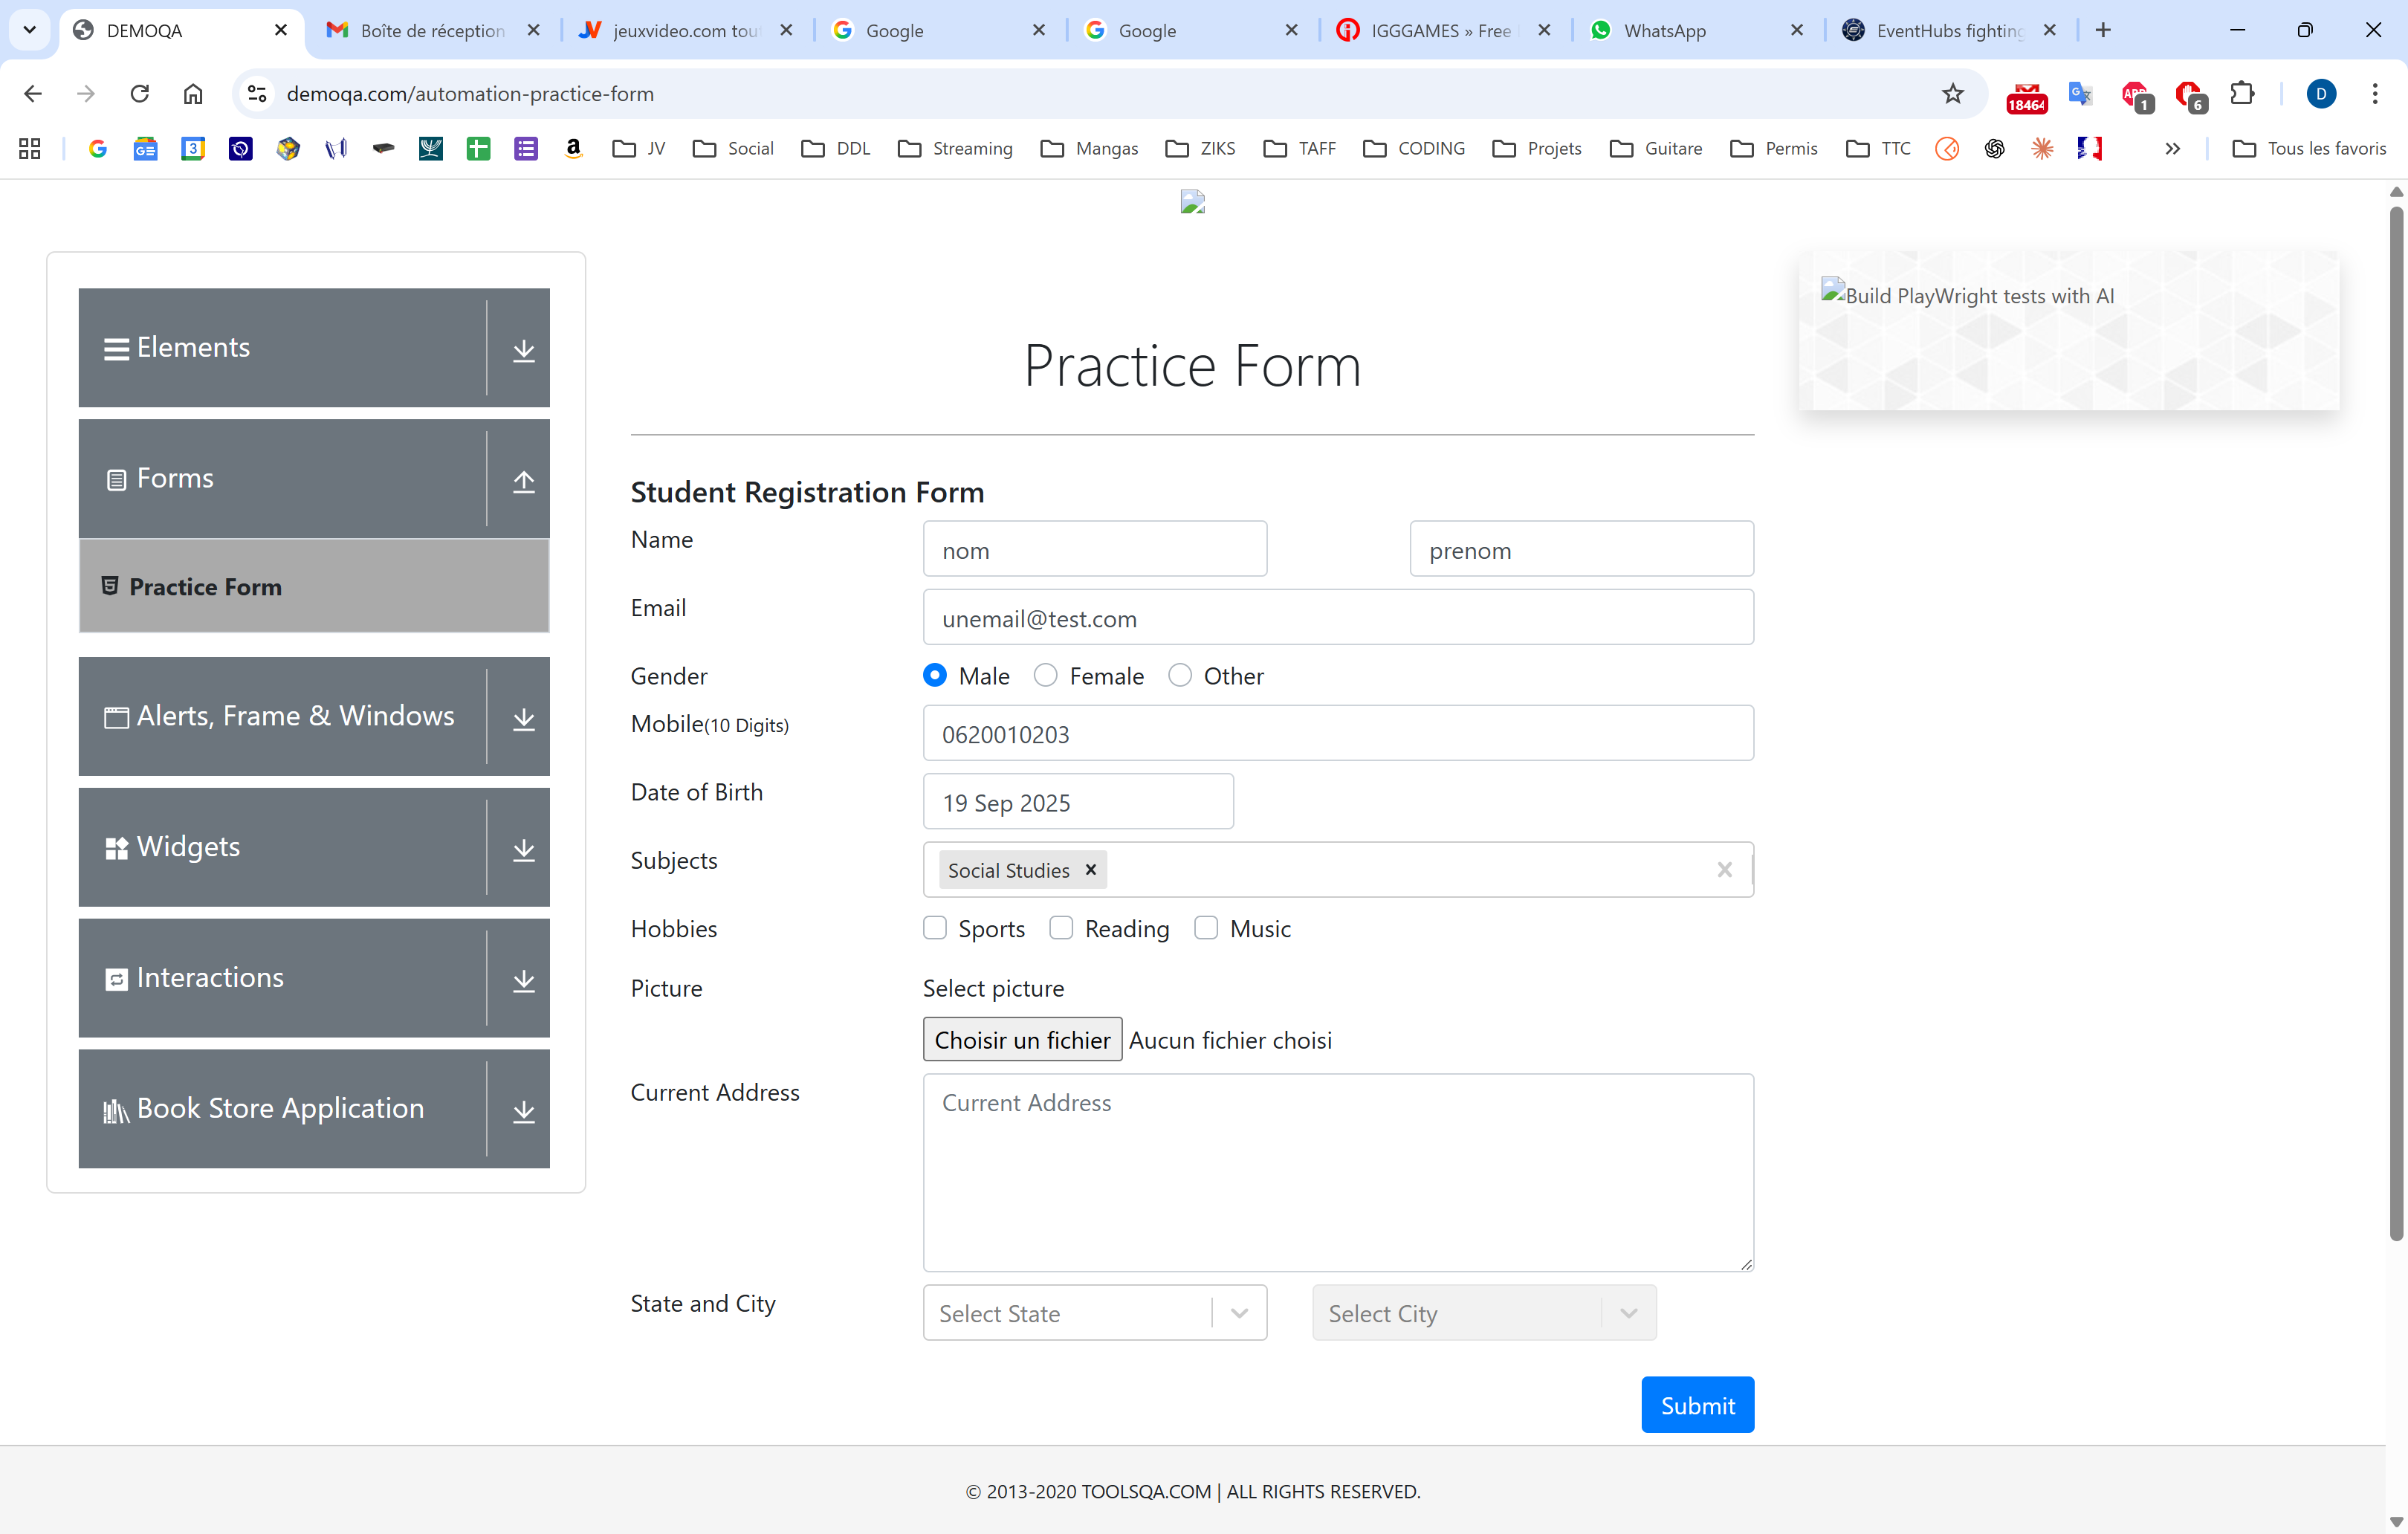 DEMOQA
Boîte de réception
jeuxvideo.com tou
Google
Google
IGGGAMES » Free
WhatsApp
EventHubs fighting
demoqa.com/automation-practice-form
18464
ABP
1
6
D
3
JV
Social
DDL
Streaming
Mangas
ZIKS
TAFF
CODING
Projets
Guitare
Permis
TTC
Tous les favoris
Elements
Forms
Practice Form
Alerts, Frame & Windows
Widgets
Interactions
Book Store Application
Practice Form
Student Registration Form
Name
nom
prenom
Email
unemail@test.com
Gender
Male
Female
Other
Mobile(10 Digits)
0620010203
Date of Birth
19 Sep 2025
Subjects
Social Studies
Hobbies
Sports
Reading
Music
Picture
Select picture
Choisir un fichier
Aucun fichier choisi
Current Address
Current Address
State and City
Select State
Select City
Submit
Build PlayWright tests with AI
© 2013-2020 TOOLSQA.COM | ALL RIGHTS RESERVED.